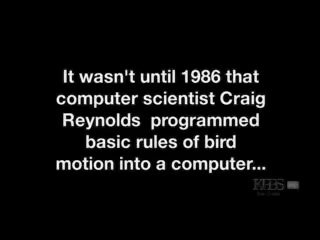 It wasn't until 1986 that
computer scientist Craig
Reynolds programmed
basic rules of bird
motion into a computer...